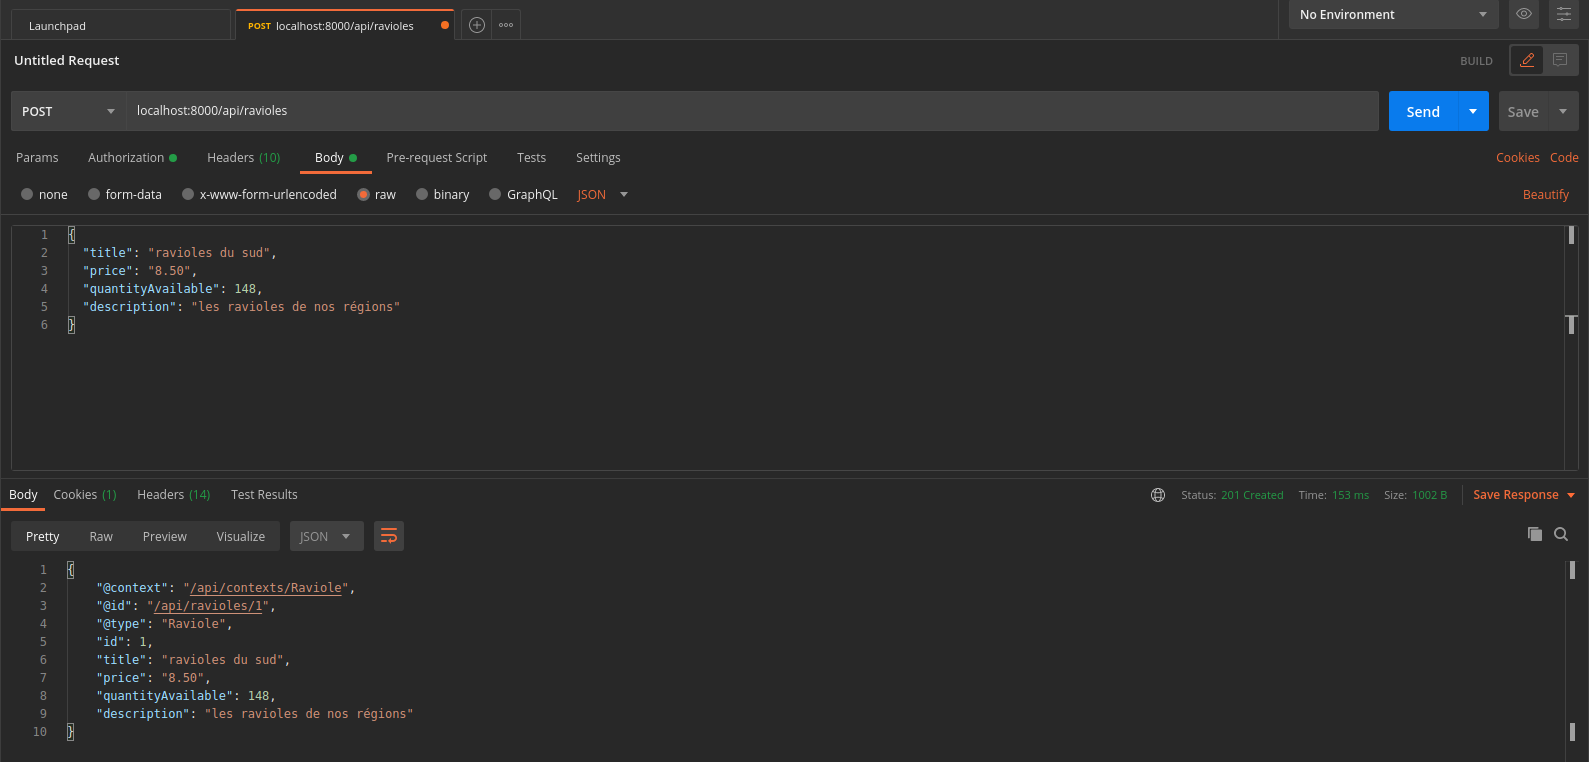 Launchpad
POST localhost:8000/api/ravioles
No Environment
Untitled Request
BUILD
POST localhost:8000/api/ravioles Send Save
Params Authorization Headers (10) Body Pre-request Script Tests Settings Cookies Code
none form-data x-www-form-urlencoded raw binary GraphQL JSON Beautify
1 {
2 "title": "ravioles du sud",
3 "price": "8.50",
4 "quantityAvailable": 148,
5 "description": "les ravioles de nos régions"
6 }
Body Cookies (1) Headers (14) Test Results Status: 201 Created Time: 153 ms Size: 1002 B Save Response
Pretty Raw Preview Visualize JSON
1 {
2 "@context": "/api/contexts/Raviole",
3 "@id": "/api/ravioles/1",
4 "@type": "Raviole",
5 "id": 1,
6 "title": "ravioles du sud",
7 "price": "8.50",
8 "quantityAvailable": 148,
9 "description": "les ravioles de nos régions"
10 }